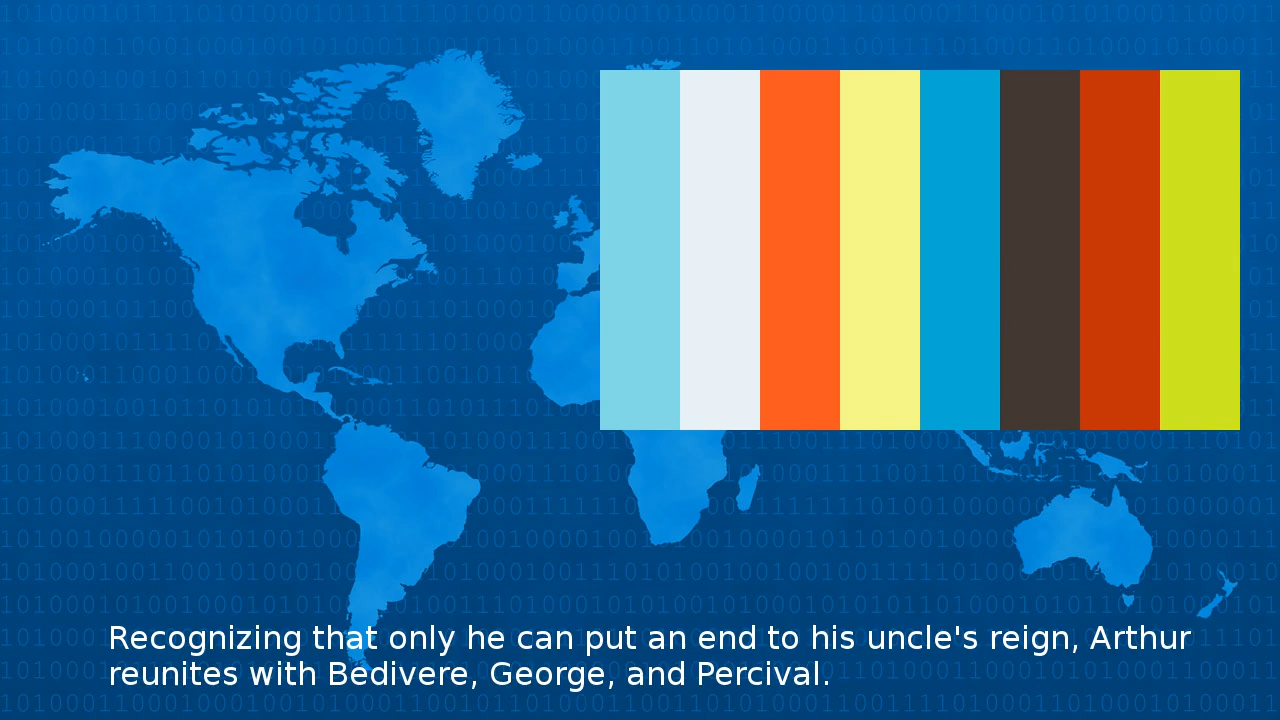 Recognizing that only he can put an end to his uncle's reign, Arthur
reunites with Bedivere, George, and Percival.